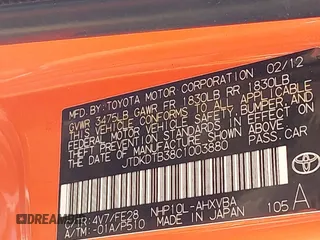 MFD.BY:TOYOTA MOTOR CORPORATION 02/12
GVWR 3475LB GAWR FR 1830LB RR 1830LB
THIS VEHICLE CONFORMS TO ALL APPLICABLE
FEDERAL MOTOR VEHICLE SAFETY, BUMPER, AND
THEFT PREVENTION STANDARDS IN EFFECT ON
THE DATE OF MANUFACTURE SHOWN ABOVE.
JTDKDTB38C1003880 PASS. CAR
C/TR:4V7/FE28 NHP10L-AHXVBA
A/TM:-01A/P510 MADE IN JAPAN 105 A
TOYOTA